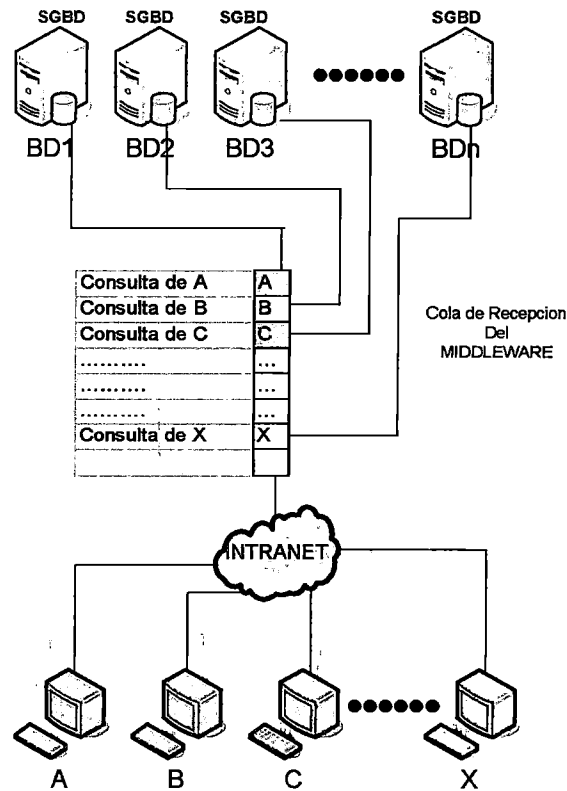 SGBD SGBD SGBD SGBD
BD1 BD2 BD3 BDn
Consulta de A A
Consulta de B B
Consulta de C C
.......... ...
.......... ...
.......... ...
Consulta de X X
Cola de Recepcion
Del
MIDDLEWARE
INTRANET
A B C X